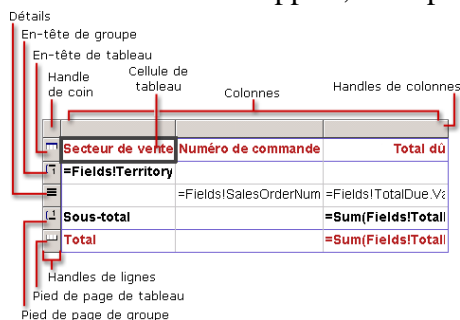 Détails
En-tête de groupe
En-tête de tableau
Handle de coin
Cellule de tableau
Colonnes
Handles de colonnes
Secteur de vente Numéro de commande Total dû
=Fields!Territory
=Fields!SalesOrderNum =Fields!TotalDue.Va
Sous-total =Sum(Fields!Total
Total =Sum(Fields!Total
Handles de lignes
Pied de page de tableau
Pied de page de groupe